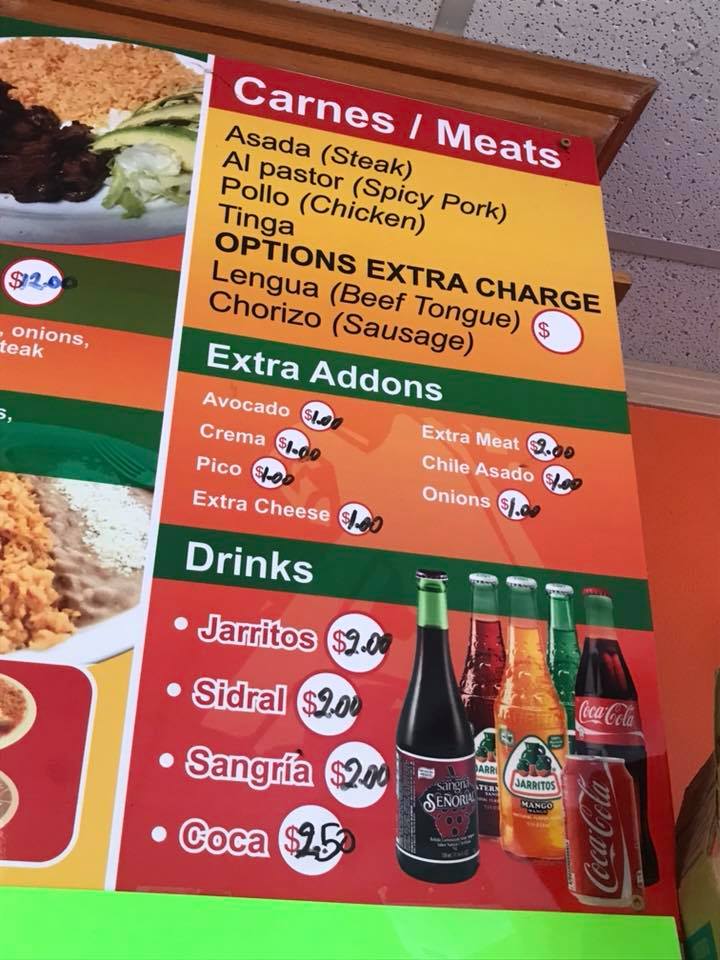 $12.00
, onions,
teak
s,
Carnes / Meats
Asada (Steak)
Al pastor (Spicy Pork)
Pollo (Chicken)
Tinga
OPTIONS EXTRA CHARGE
Lengua (Beef Tongue) $
Chorizo (Sausage)
Extra Addons
Avocado $1.00
Crema $1.00
Pico $1.00
Extra Cheese $1.00
Extra Meat $2.00
Chile Asado $1.00
Onions $1.00
Drinks
• Jarritos $2.00
• Sidral $2.00
• Sangría $2.00
• Coca $2.50
Sangria
SEÑORIAL
JARRITOS
MANGO
Coca-Cola
Coca-Cola